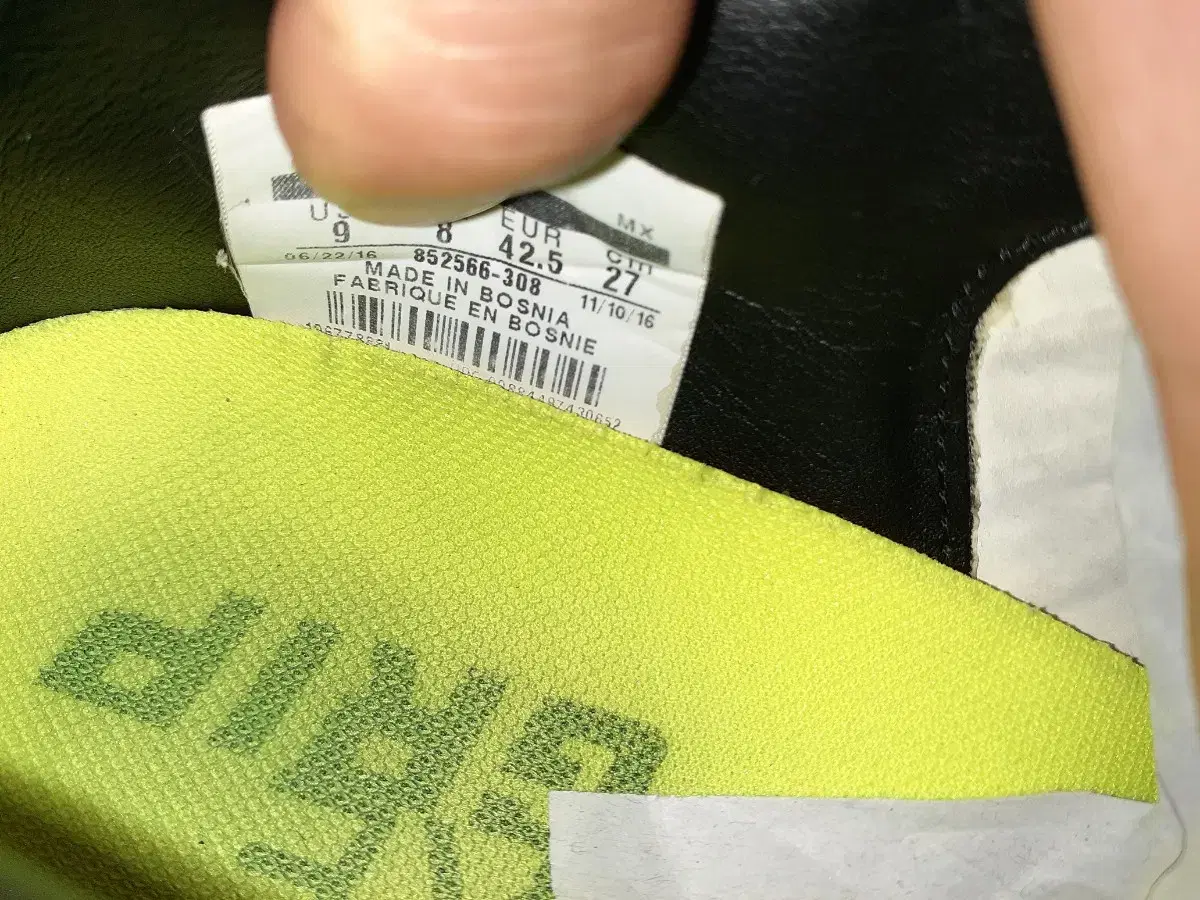 U EUR MX
9 8 42.5 cm 27
06/22/16 852566-308 11/10/16
MADE IN BOSNIA
FABRIQUE EN BOSNIE
GRIP